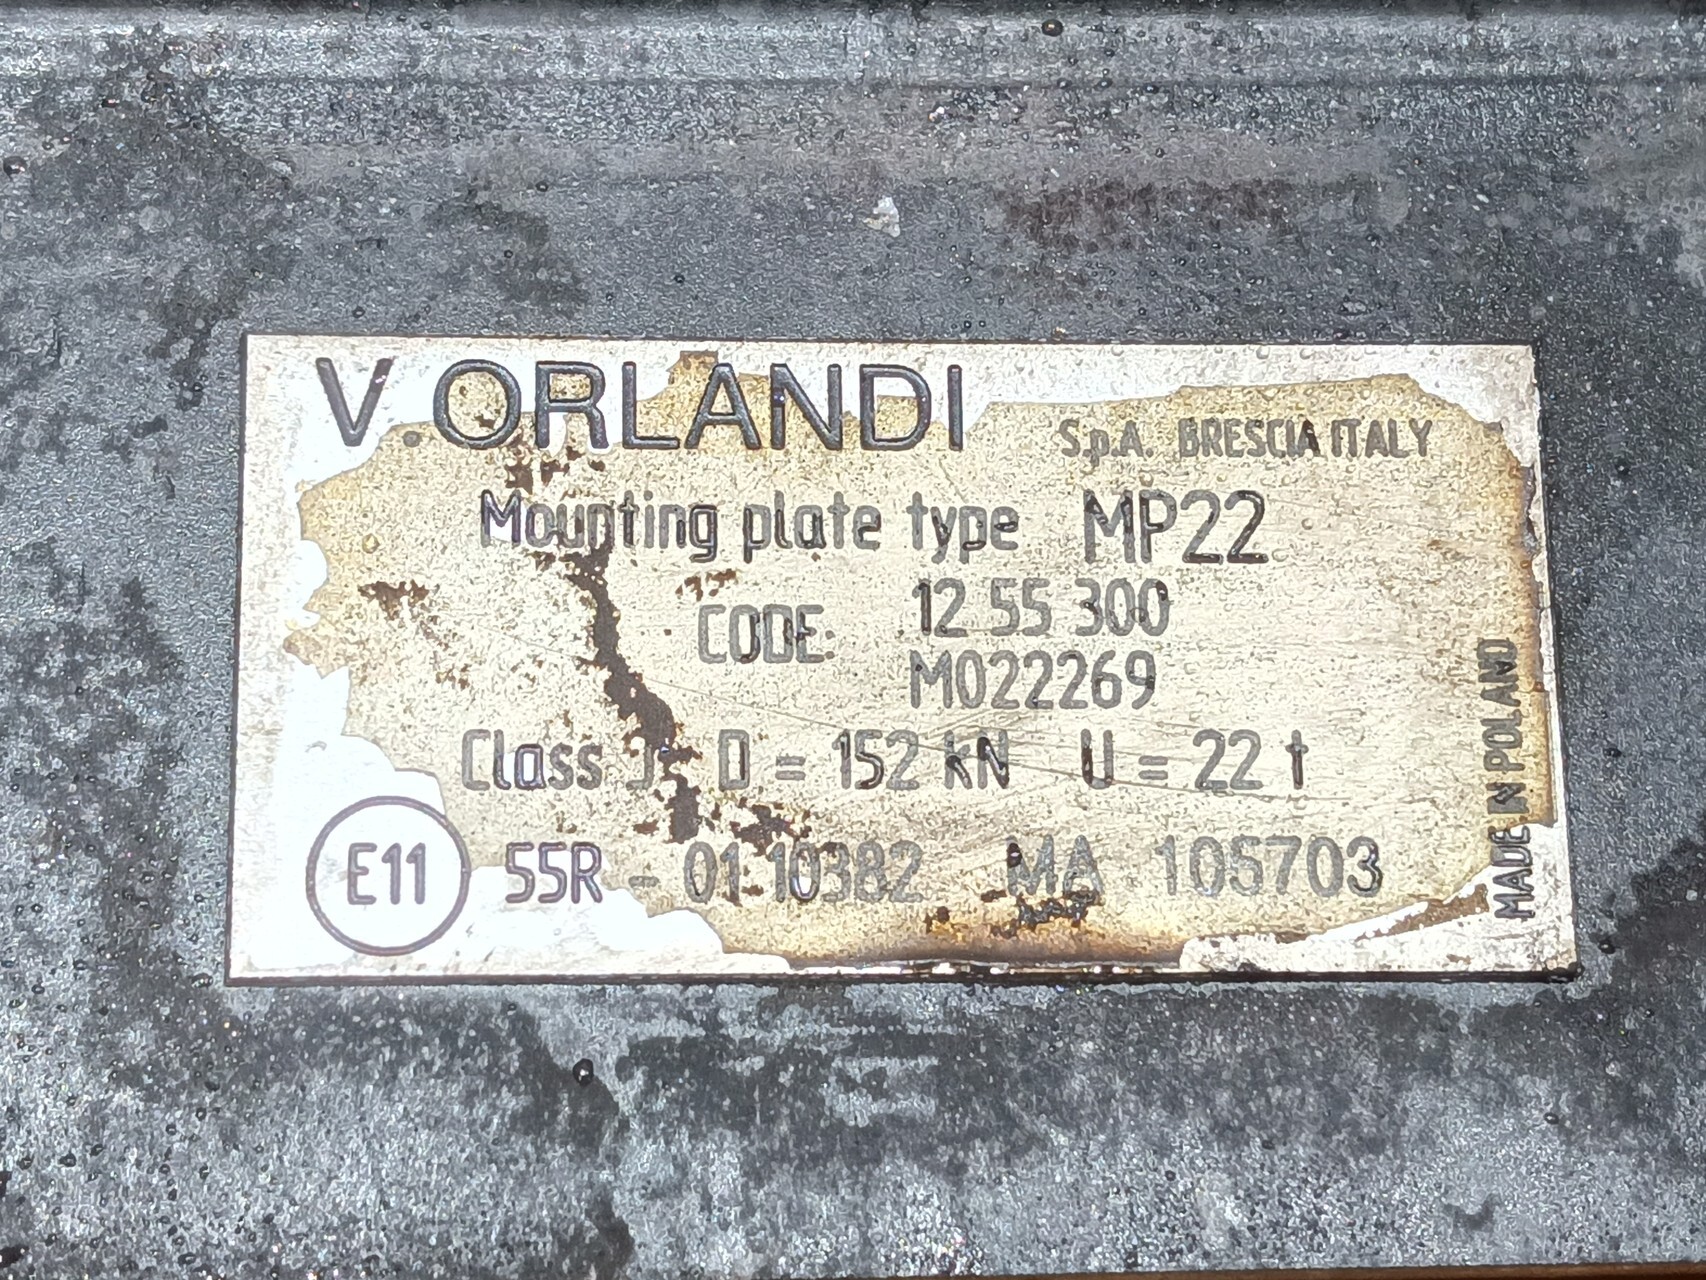 V.ORLANDI S.p.A. BRESCIA ITALY
Mounting plate type MP22
CODE: 12 55 300
M022269
Class J D = 152 kN U = 22 t
E11 55R - 01 10382 MA 105703
MADE IN POLAND